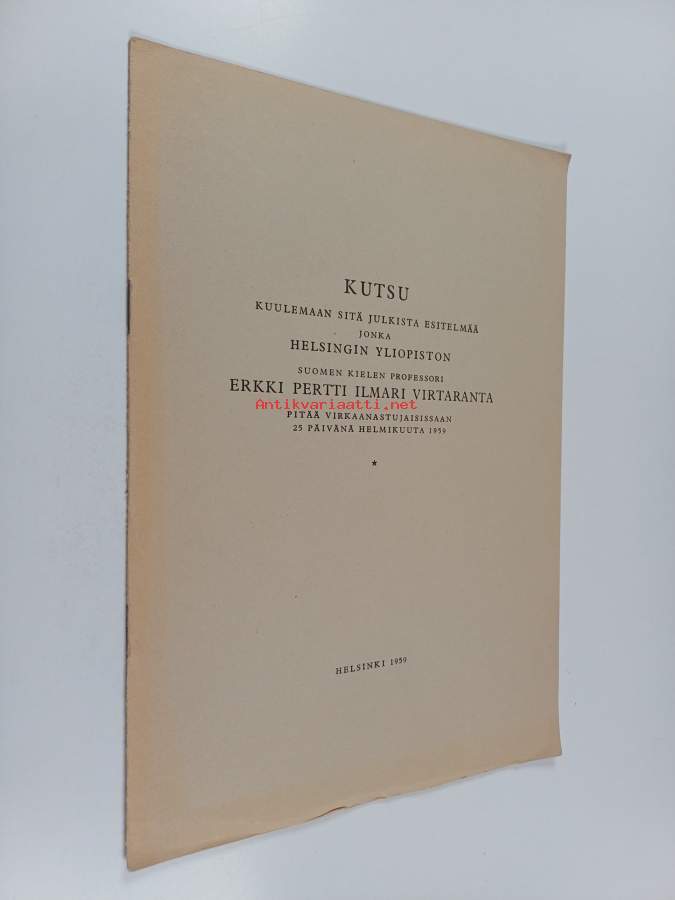 KUTSU
KUULEMAAN SITÄ JULKISTA ESITELMÄÄ
JONKA
HELSINGIN YLIOPISTON
SUOMEN KIELEN PROFESSORI
ERKKI PERTTI ILMARI VIRTARANTA
Antikvariaatti.net
PITÄÄ VIRKAANASTUJAISISSAAN
25 PÄIVÄNÄ HELMIKUUTA 1959
*
HELSINKI 1959